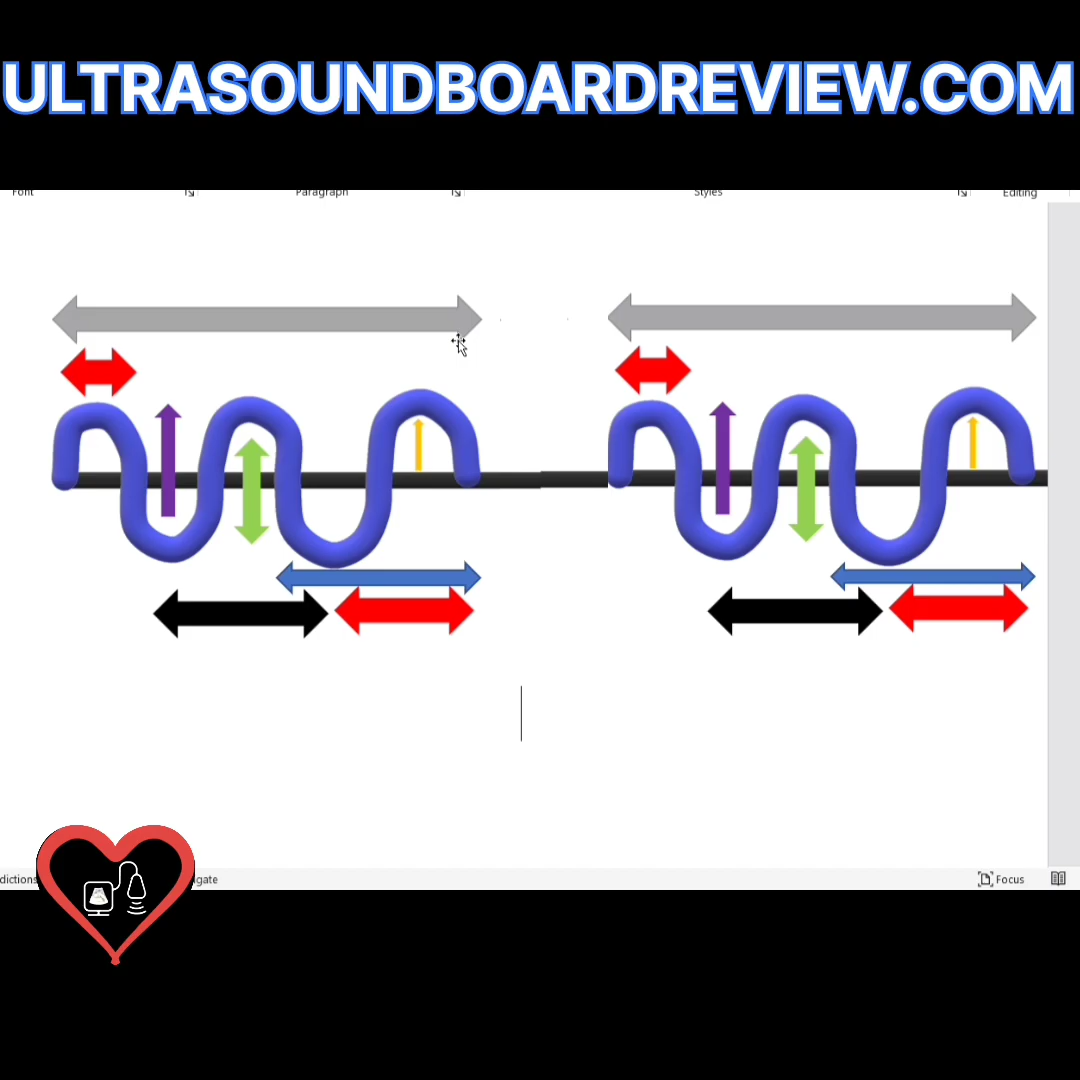 ULTRASOUNDBOARDREVIEW.COM
Font Paragraph Styles Editing
dictions gate Focus